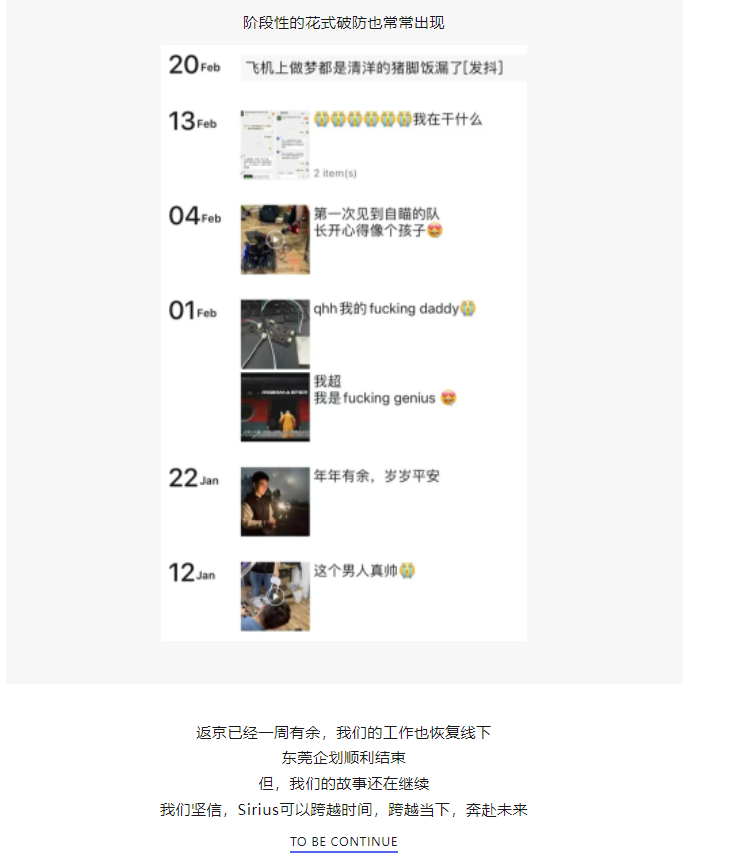 阶段性的花式破防也常常出现
20 Feb
飞机上做梦都是清洋的猪脚饭漏了[发抖]
13 Feb
😭😭😭😭😭😭我在干什么
2 item(s)
04 Feb
第一次见到自瞄的队
长开心得像个孩子😍
01 Feb
qhh我的fucking daddy😭
ROBOMASTER
我超
我是fucking genius 😍
22 Jan
年年有余，岁岁平安
12 Jan
这个男人真帅😭
返京已经一周有余，我们的工作也恢复线下
东莞企划顺利结束
但，我们的故事还在继续
我们坚信，Sirius可以跨越时间，跨越当下，奔赴未来
TO BE CONTINUE